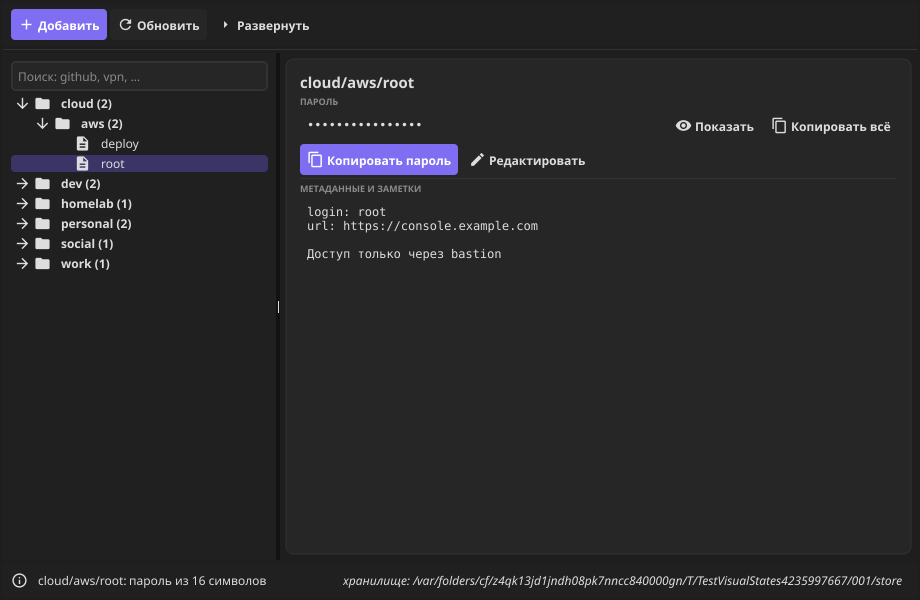 Добавить Обновить Развернуть
Поиск: github, vpn, ...
cloud (2)
aws (2)
deploy
root
dev (2)
homelab (1)
personal (2)
social (1)
work (1)
cloud/aws/root
ПАРОЛЬ
••••••••••••••••
Показать Копировать всё
Копировать пароль Редактировать
МЕТАДАННЫЕ И ЗАМЕТКИ
login: root
url: https://console.example.com
Доступ только через bastion
cloud/aws/root: пароль из 16 символов
хранилище: /var/folders/cf/z4qk13jd1jndh08pk7nncc840000gn/T/TestVisualStates4235997667/001/store